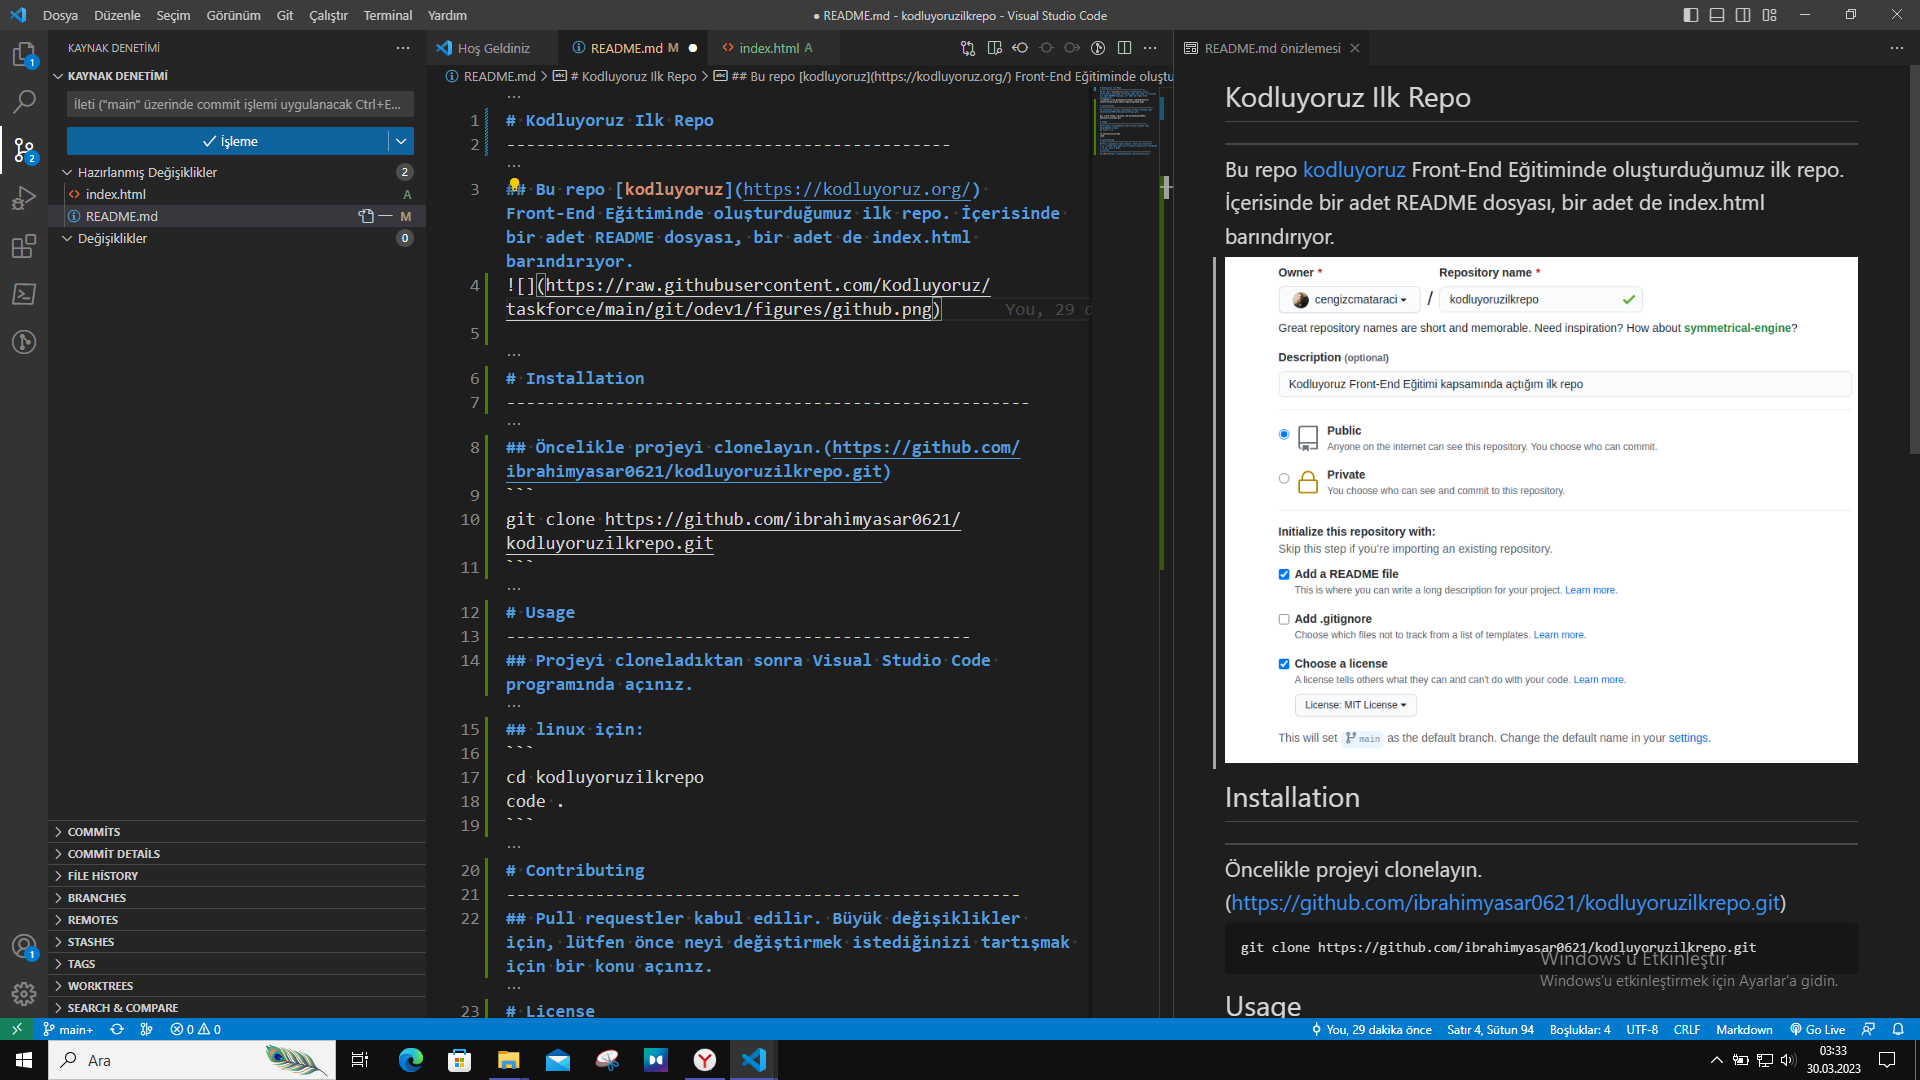 Dosya Düzenle Seçim Görünüm Git Çalıştır Terminal Yardım
● README.md - kodluyoruzilkrepo - Visual Studio Code
KAYNAK DENETİMİ
KAYNAK DENETİMİ
İleti ("main" üzerinde commit işlemi uygulanacak Ctrl+E...
İşleme
Hazırlanmış Değişiklikler 2
index.html A
README.md M
Değişiklikler 0
1
2
1
COMMITS
COMMIT DETAİLS
FİLE HİSTORY
BRANCHES
REMOTES
STASHES
TAGS
WORKTREES
SEARCH & COMPARE
Hoş Geldiniz README.md M ● index.html A
README.md > # Kodluyoruz Ilk Repo > ## Bu repo [kodluyoruz](https://kodluyoruz.org/) Front-End Eğitiminde oluştu
...
1 # Kodluyoruz Ilk Repo
2 ---------------------------------------------
...
3 ## Bu repo [kodluyoruz](https://kodluyoruz.org/)
Front-End Eğitiminde oluşturduğumuz ilk repo. İçerisinde
bir adet README dosyası, bir adet de index.html
barındırıyor.
4 ![](https://raw.githubusercontent.com/Kodluyoruz/
taskforce/main/git/odev1/figures/github.png) You, 29 d
5
...
6 # Installation
7 -----------------------------------------------------
...
8 ## Öncelikle projeyi clonelayın.(https://github.com/
ibrahimyasar0621/kodluyoruzilkrepo.git)
9 ```
10 git clone https://github.com/ibrahimyasar0621/
kodluyoruzilkrepo.git
11 ```
...
12 # Usage
13 -----------------------------------------------
14 ## Projeyi cloneladıktan sonra Visual Studio Code
programında açınız.
...
15 ## linux için:
16 ```
17 cd kodluyoruzilkrepo
18 code .
19 ```
...
20 # Contributing
21 ----------------------------------------------------
22 ## Pull requestler kabul edilir. Büyük değişiklikler
için, lütfen önce neyi değiştirmek istediğinizi tartışmak
için bir konu açınız.
...
23 # License
README.md önizlemesi
Kodluyoruz Ilk Repo
Bu repo kodluyoruz Front-End Eğitiminde oluşturduğumuz ilk repo.
İçerisinde bir adet README dosyası, bir adet de index.html
barındırıyor.
Owner * Repository name *
cengizcmataraci / kodluyoruzilkrepo
Great repository names are short and memorable. Need inspiration? How about symmetrical-engine?
Description (optional)
Kodluyoruz Front-End Eğitimi kapsamında açtığım ilk repo
Public
Anyone on the internet can see this repository. You choose who can commit.
Private
You choose who can see and commit to this repository.
Initialize this repository with:
Skip this step if you're importing an existing repository.
Add a README file
This is where you can write a long description for your project. Learn more.
Add .gitignore
Choose which files not to track from a list of templates. Learn more.
Choose a license
A license tells others what they can and can't do with your code. Learn more.
License: MIT License
This will set main as the default branch. Change the default name in your settings.
Installation
Öncelikle projeyi clonelayın.
(https://github.com/ibrahimyasar0621/kodluyoruzilkrepo.git)
git clone https://github.com/ibrahimyasar0621/kodluyoruzilkrepo.git
Windows'u Etkinleştir
Windows'u etkinleştirmek için Ayarlar'a gidin.
Usage
main+ 0 0
You, 29 dakika önce Satır 4, Sütun 94 Boşluklar: 4 UTF-8 CRLF Markdown Go Live
Ara
03:33
30.03.2023